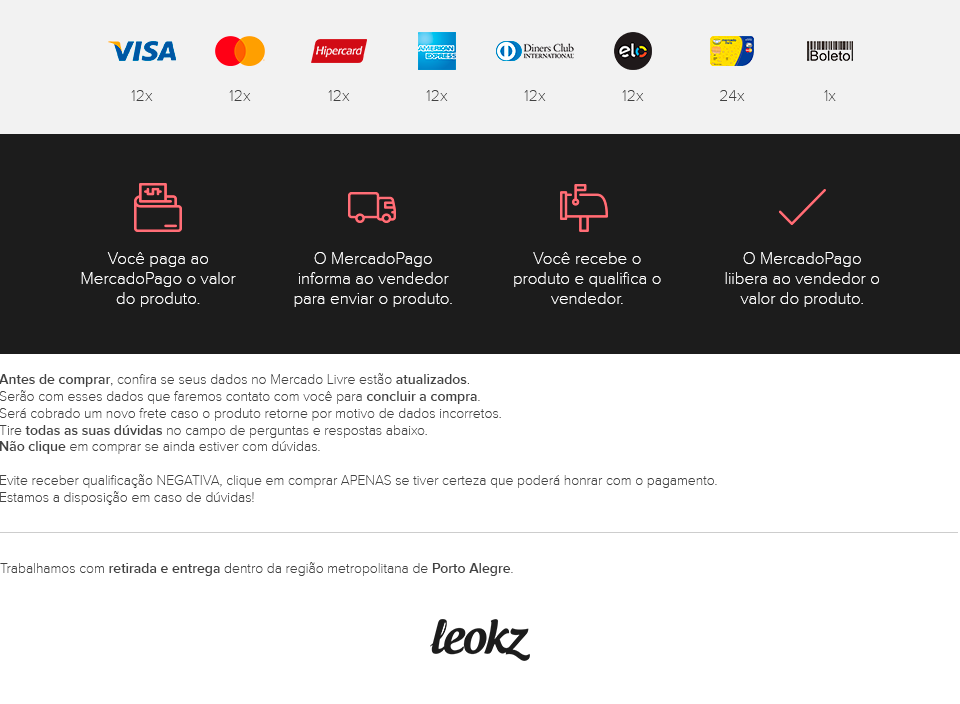 VISA
Hipercard
AMERICAN
EXPRESS
Diners Club
INTERNATIONAL
elo
Boleto
12x 12x 12x 12x 12x 12x 24x 1x
Você paga ao
MercadoPago o valor
do produto.
O MercadoPago
informa ao vendedor
para enviar o produto.
Você recebe o
produto e qualifica o
vendedor.
O MercadoPago
liibera ao vendedor o
valor do produto.
Antes de comprar, confira se seus dados no Mercado Livre estão atualizados.
Serão com esses dados que faremos contato com você para concluir a compra.
Será cobrado um novo frete caso o produto retorne por motivo de dados incorretos.
Tire todas as suas dúvidas no campo de perguntas e respostas abaixo.
Não clique em comprar se ainda estiver com dúvidas.
Evite receber qualificação NEGATIVA, clique em comprar APENAS se tiver certeza que poderá honrar com o pagamento.
Estamos a disposição em caso de dúvidas!
Trabalhamos com retirada e entrega dentro da região metropolitana de Porto Alegre.
leokz